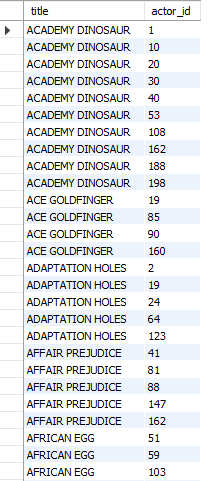 title actor_id
ACADEMY DINOSAUR 1
ACADEMY DINOSAUR 10
ACADEMY DINOSAUR 20
ACADEMY DINOSAUR 30
ACADEMY DINOSAUR 40
ACADEMY DINOSAUR 53
ACADEMY DINOSAUR 108
ACADEMY DINOSAUR 162
ACADEMY DINOSAUR 188
ACADEMY DINOSAUR 198
ACE GOLDFINGER 19
ACE GOLDFINGER 85
ACE GOLDFINGER 90
ACE GOLDFINGER 160
ADAPTATION HOLES 2
ADAPTATION HOLES 19
ADAPTATION HOLES 24
ADAPTATION HOLES 64
ADAPTATION HOLES 123
AFFAIR PREJUDICE 41
AFFAIR PREJUDICE 81
AFFAIR PREJUDICE 88
AFFAIR PREJUDICE 147
AFFAIR PREJUDICE 162
AFRICAN EGG 51
AFRICAN EGG 59
AFRICAN EGG 103